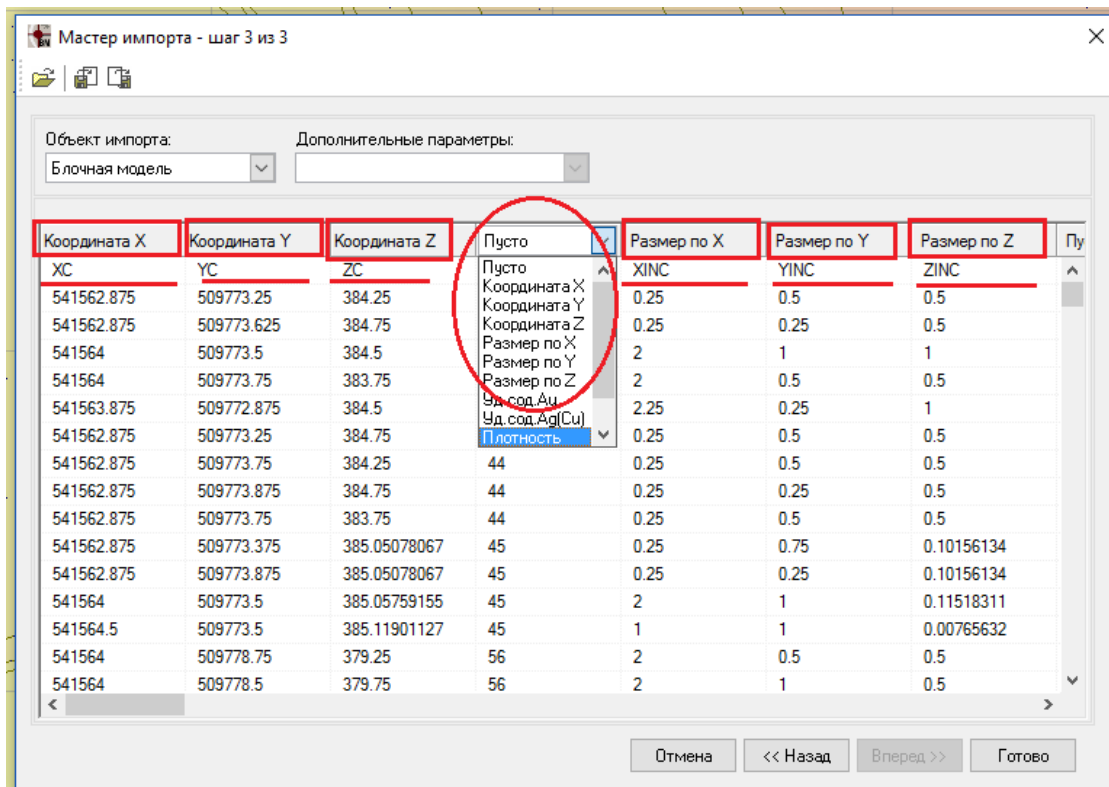 Мастер импорта - шаг 3 из 3
Объект импорта: Дополнительные параметры:
Блочная модель
Координата X Координата Y Координата Z Пусто Размер по X Размер по Y Размер по Z Пу
XC YC ZC Пусто XINC YINC ZINC
Координата X
541562.875 509773.25 384.25 0.25 0.5 0.5
Координата Y
541562.875 509773.625 384.75 Координата Z 0.25 0.25 0.5
Размер по X
541564 509773.5 384.5 2 1 1
Размер по Y
541564 509773.75 383.75 Размер по Z 2 0.5 0.5
Уд.сод.Au
541563.875 509772.875 384.5 2.25 0.25 1
Уд.сод.Ag(Cu)
541562.875 509773.25 384.75 Плотность 0.25 0.5 0.5
541562.875 509773.75 384.25 44 0.25 0.5 0.5
541562.875 509773.875 384.75 44 0.25 0.25 0.5
541562.875 509773.75 383.75 44 0.25 0.5 0.5
541562.875 509773.375 385.05078067 45 0.25 0.75 0.10156134
541562.875 509773.875 385.05078067 45 0.25 0.25 0.10156134
541564 509773.5 385.05759155 45 2 1 0.11518311
541564.5 509773.5 385.11901127 45 1 1 0.00765632
541564 509778.75 379.25 56 2 0.5 0.5
541564 509778.5 379.75 56 2 1 0.5
Отмена << Назад Вперед >> Готово